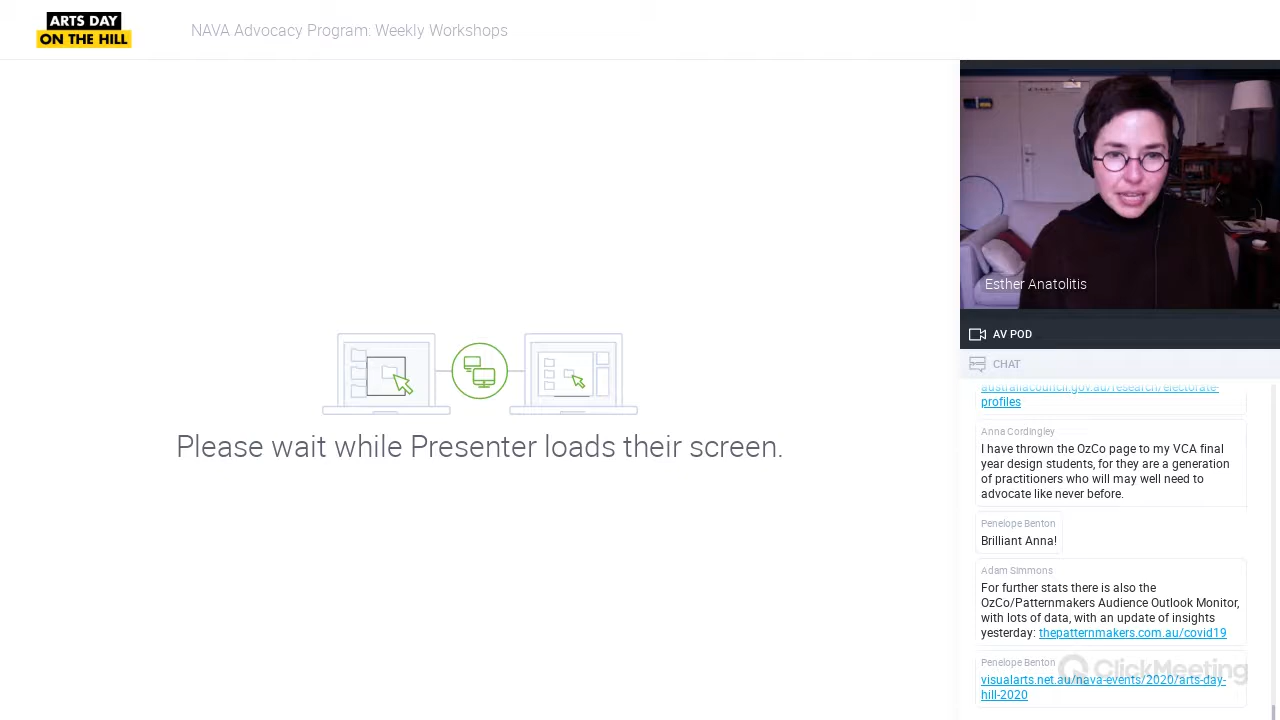 ARTS DAY
ON THE HILL
NAVA Advocacy Program: Weekly Workshops
Please wait while Presenter loads their screen.
Esther Anatolitis
AV POD
CHAT
australiacouncil.gov.au/research/electorate-
profiles
Anna Cordingley
I have thrown the OzCo page to my VCA final
year design students, for they are a generation
of practitioners who will may well need to
advocate like never before.
Penelope Benton
Brilliant Anna!
Adam Simmons
For further stats there is also the
OzCo/Patternmakers Audience Outlook Monitor,
with lots of data, with an update of insights
yesterday: thepatternmakers.com.au/covid19
Penelope Benton
ClickMeeting
visualarts.net.au/nava-events/2020/arts-day-
hill-2020